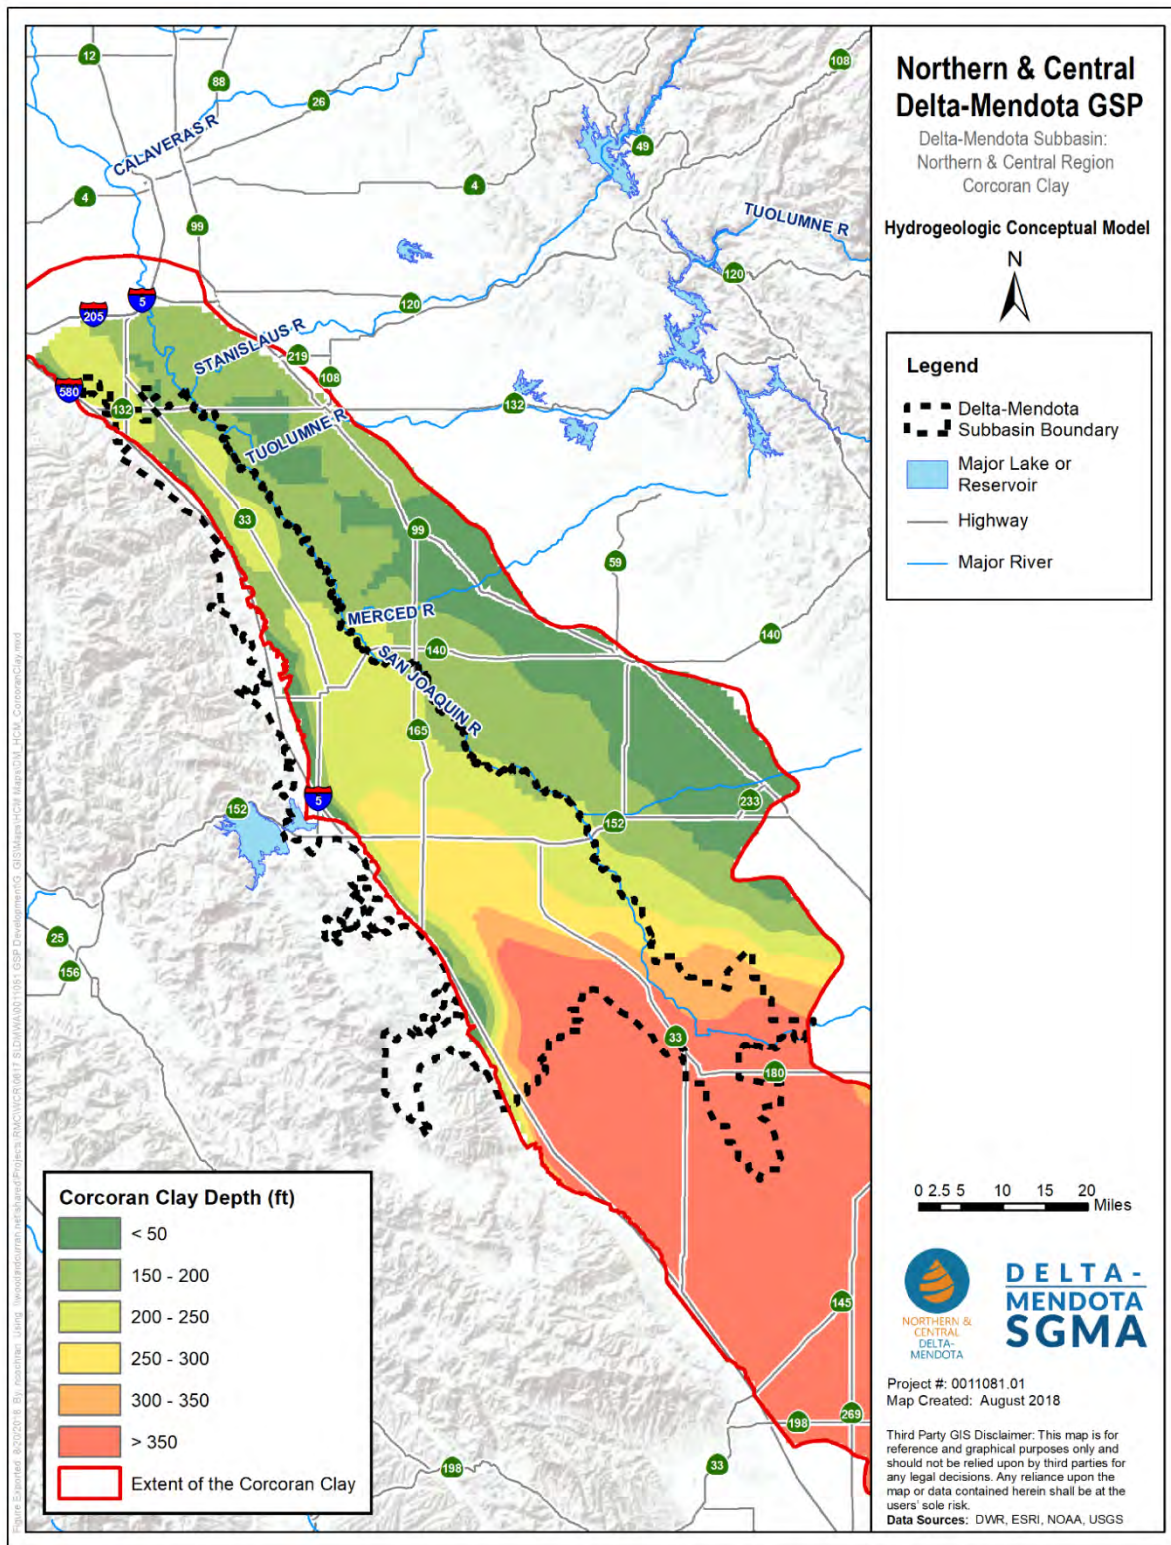 Northern & Central
Delta-Mendota GSP
Delta-Mendota Subbasin:
Northern & Central Region
Corcoran Clay
Hydrogeologic Conceptual Model
N
Legend
Delta-Mendota
Subbasin Boundary
Major Lake or
Reservoir
Highway
Major River
0 2.5 5 10 15 20
Miles
NORTHERN &
CENTRAL
DELTA-
MENDOTA
DELTA-
MENDOTA
SGMA
Project #: 0011081.01
Map Created: August 2018
Third Party GIS Disclaimer: This map is for
reference and graphical purposes only and
should not be relied upon by third parties for
any legal decisions. Any reliance upon the
map or data contained herein shall be at the
users' sole risk.
Data Sources: DWR, ESRI, NOAA, USGS
12
88
26
108
CALAVERAS R
49
4
4
99
TUOLUMNE R
120
5
205
120
STANISLAUS R
219
108
580
132
132
TUOLUMNE R
33
99
59
MERCED R
140
140
SAN JOAQUIN R
165
5
152
233
152
25
156
33
180
145
269
198
33
198
Corcoran Clay Depth (ft)
< 50
150 - 200
200 - 250
250 - 300
300 - 350
> 350
Extent of the Corcoran Clay